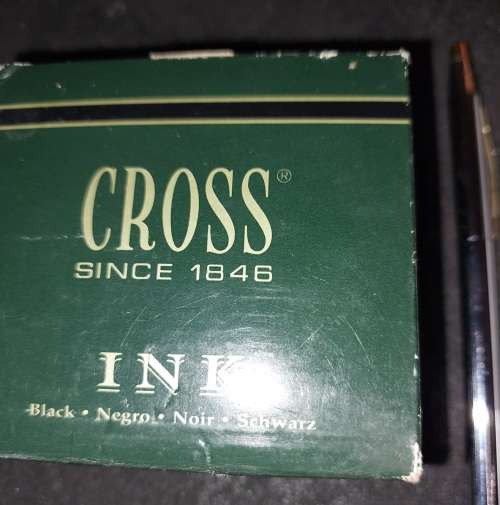 CROSS®
SINCE 1846
INK
Black • Negro • Noir • Schwarz